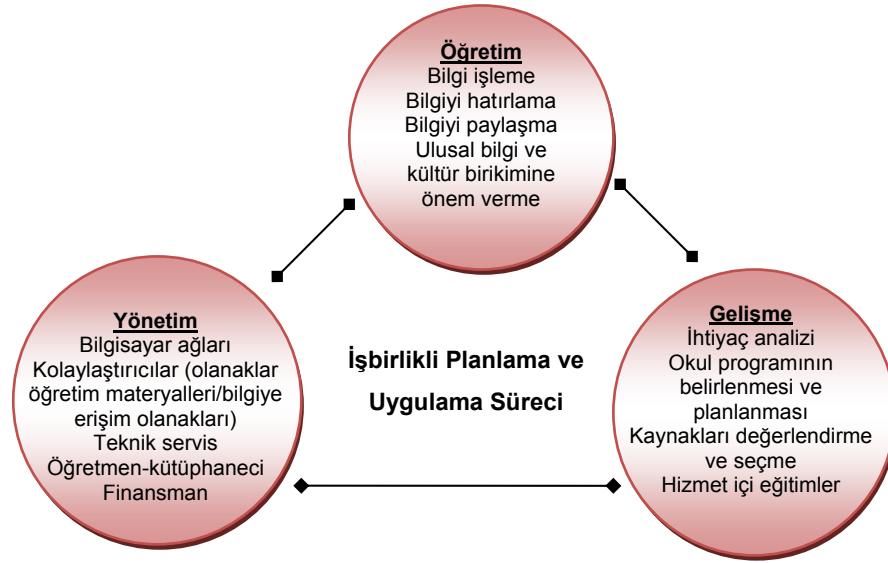 Öğretim
Bilgi işleme
Bilgiyi hatırlama
Bilgiyi paylaşma
Ulusal bilgi ve
kültür birikimine
önem verme
Yönetim
Bilgisayar ağları
Kolaylaştırıcılar (olanaklar
öğretim materyalleri/bilgiye
erişim olanakları)
Teknik servis
Öğretmen-kütüphaneci
Finansman
İşbirlikli Planlama ve
Uygulama Süreci
Gelişme
İhtiyaç analizi
Okul programının
belirlenmesi ve
planlanması
Kaynakları değerlendirme
ve seçme
Hizmet içi eğitimler